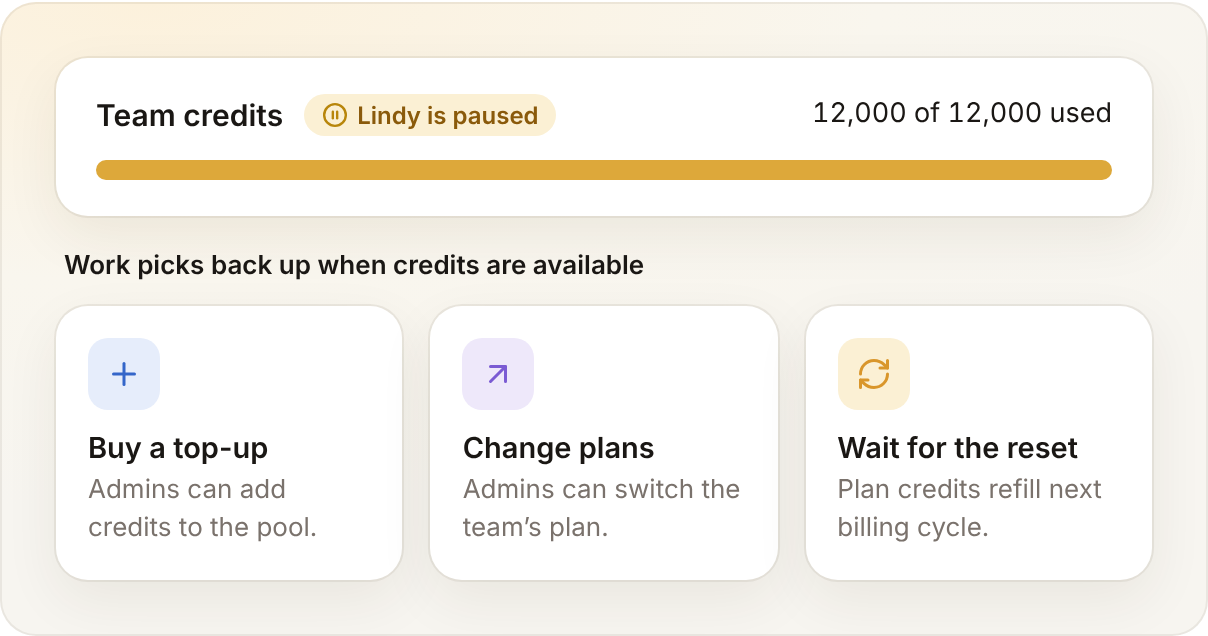 Team credits
Lindy is paused
12,000 of 12,000 used
Work picks back up when credits are available
Buy a top-up
Admins can add
credits to the pool.
Change plans
Admins can switch the
team’s plan.
Wait for the reset
Plan credits refill next
billing cycle.